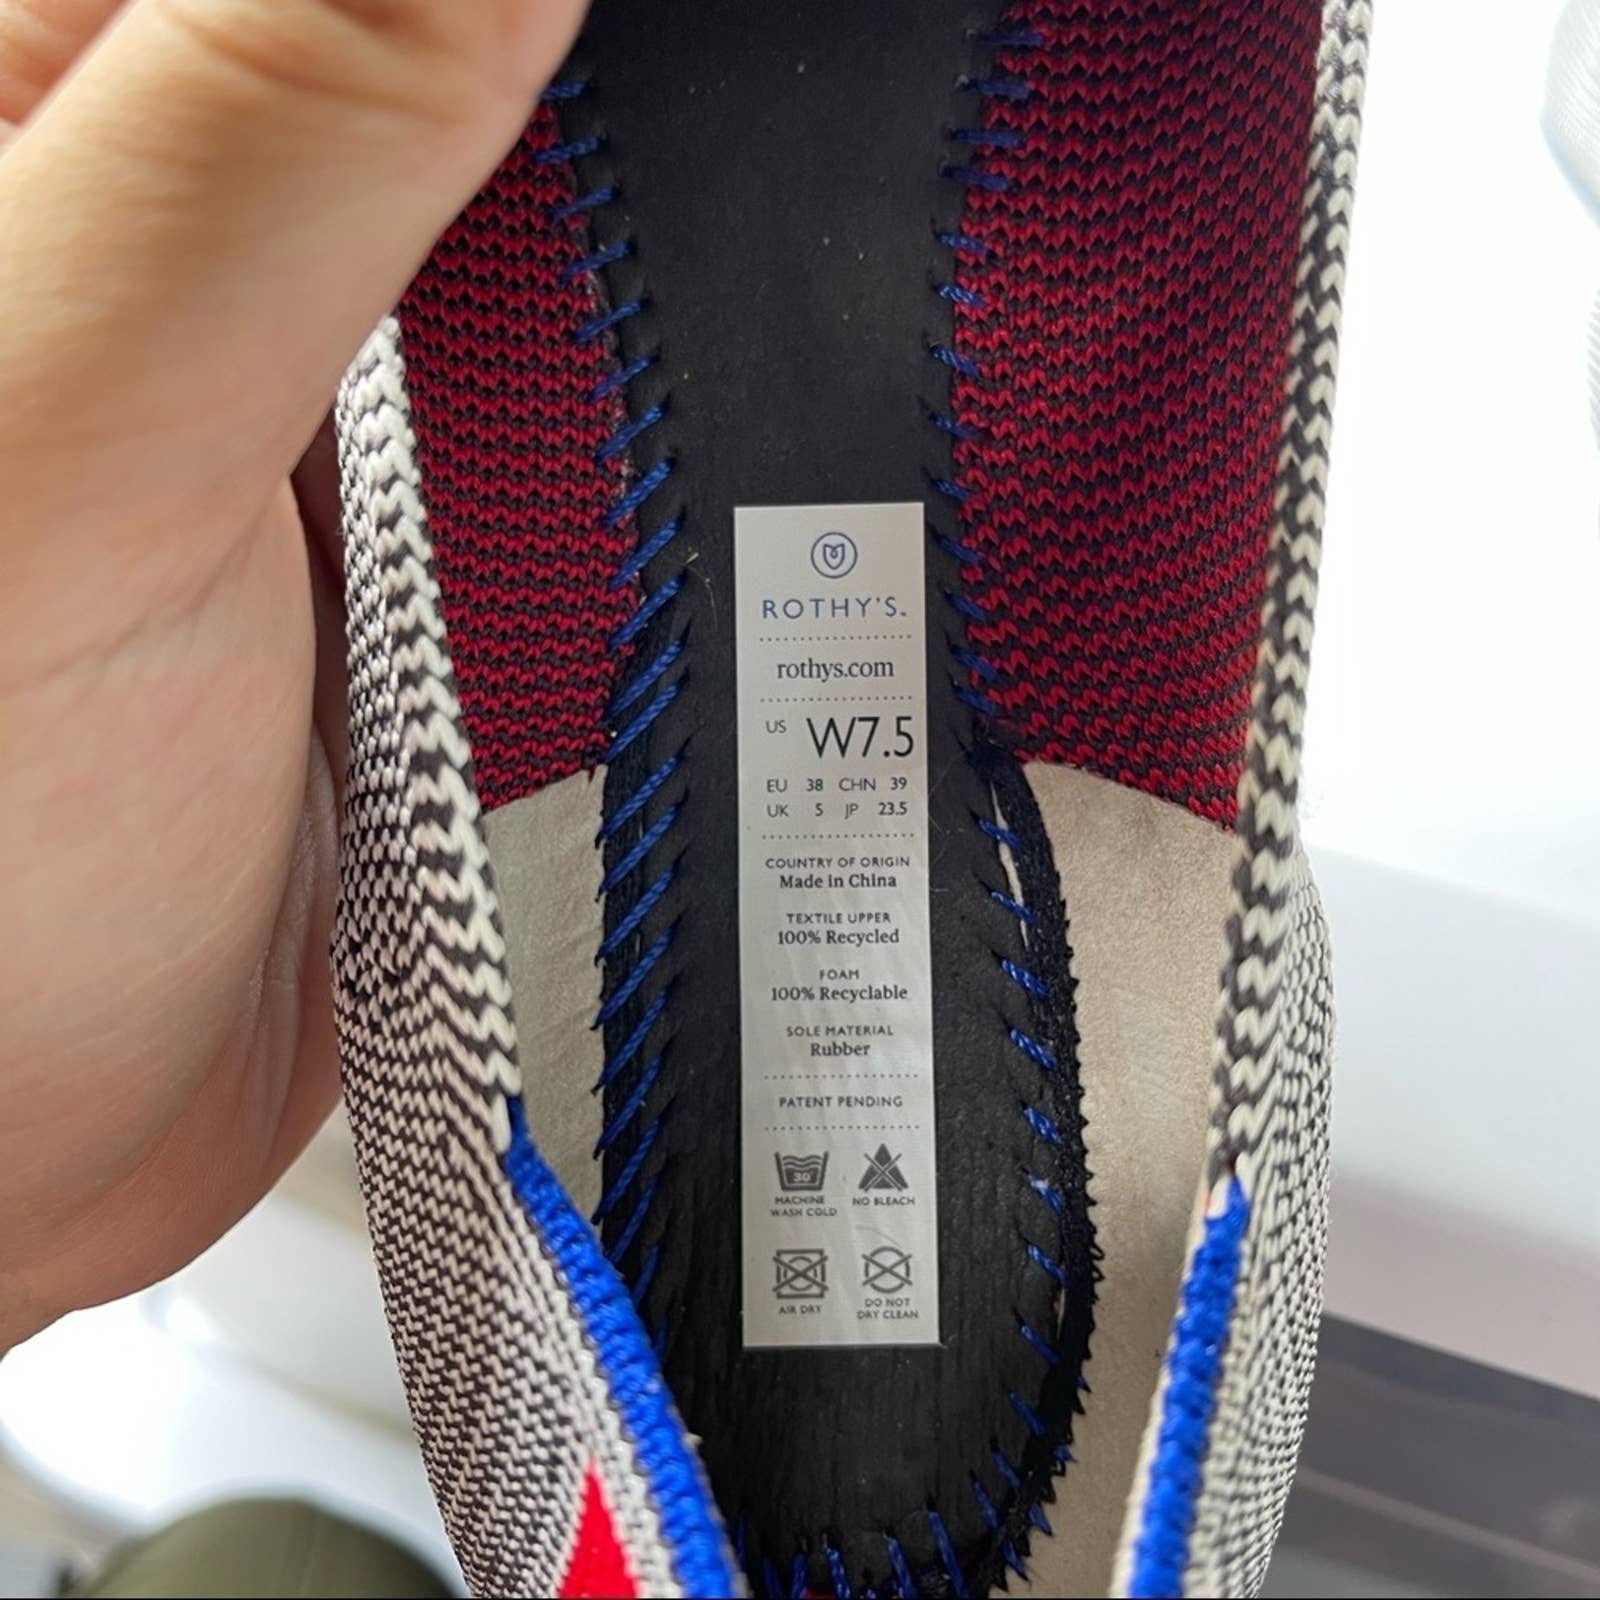 ROTHY'S™
rothys.com
US W7.5
EU 38 CHN 39
UK 5 JP 23.5
COUNTRY OF ORIGIN
Made in China
TEXTILE UPPER
100% Recycled
FOAM
100% Recyclable
SOLE MATERIAL
Rubber
PATENT PENDING
30°
MACHINE
WASH COLD
NO BLEACH
AIR DRY
DO NOT
DRY CLEAN